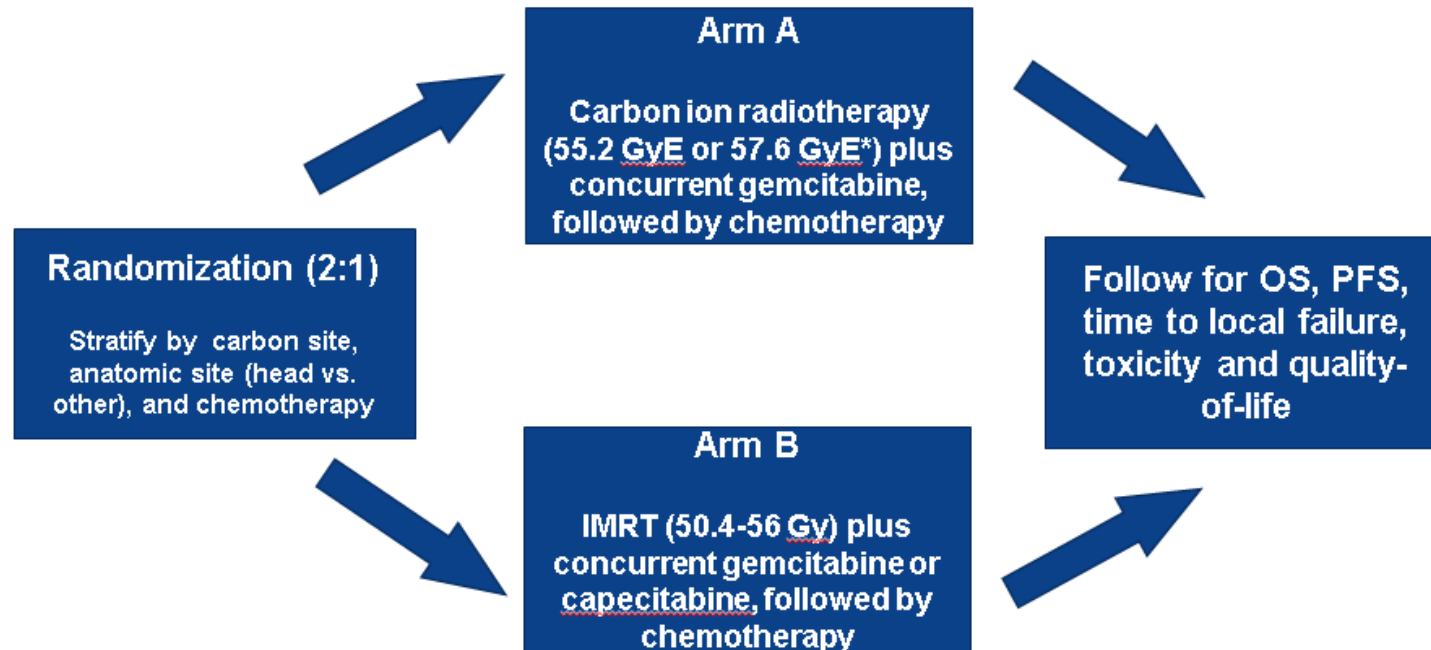 Randomization (2:1)
Stratify by carbon site,
anatomic site (head vs.
other), and chemotherapy
Arm A
Carbon ion radiotherapy
(55.2 GyE or 57.6 GyE*) plus
concurrent gemcitabine,
followed by chemotherapy
Arm B
IMRT (50.4-56 Gy) plus
concurrent gemcitabine or
capecitabine, followed by
chemotherapy
Follow for OS, PFS,
time to local failure,
toxicity and quality-
of-life